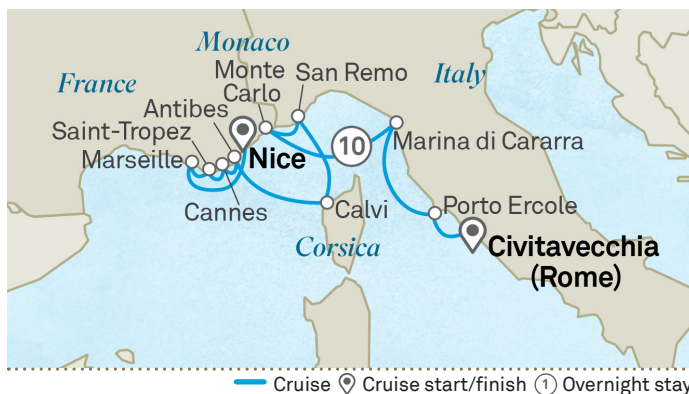 Monaco
France
Monte
Carlo
San Remo
Italy
Antibes
Saint-Tropez
Marseille
Nice
10
Marina di Cararra
Cannes
Calvi
Porto Ercole
Corsica
Civitavecchia
(Rome)
Cruise Cruise start/finish 1 Overnight stay